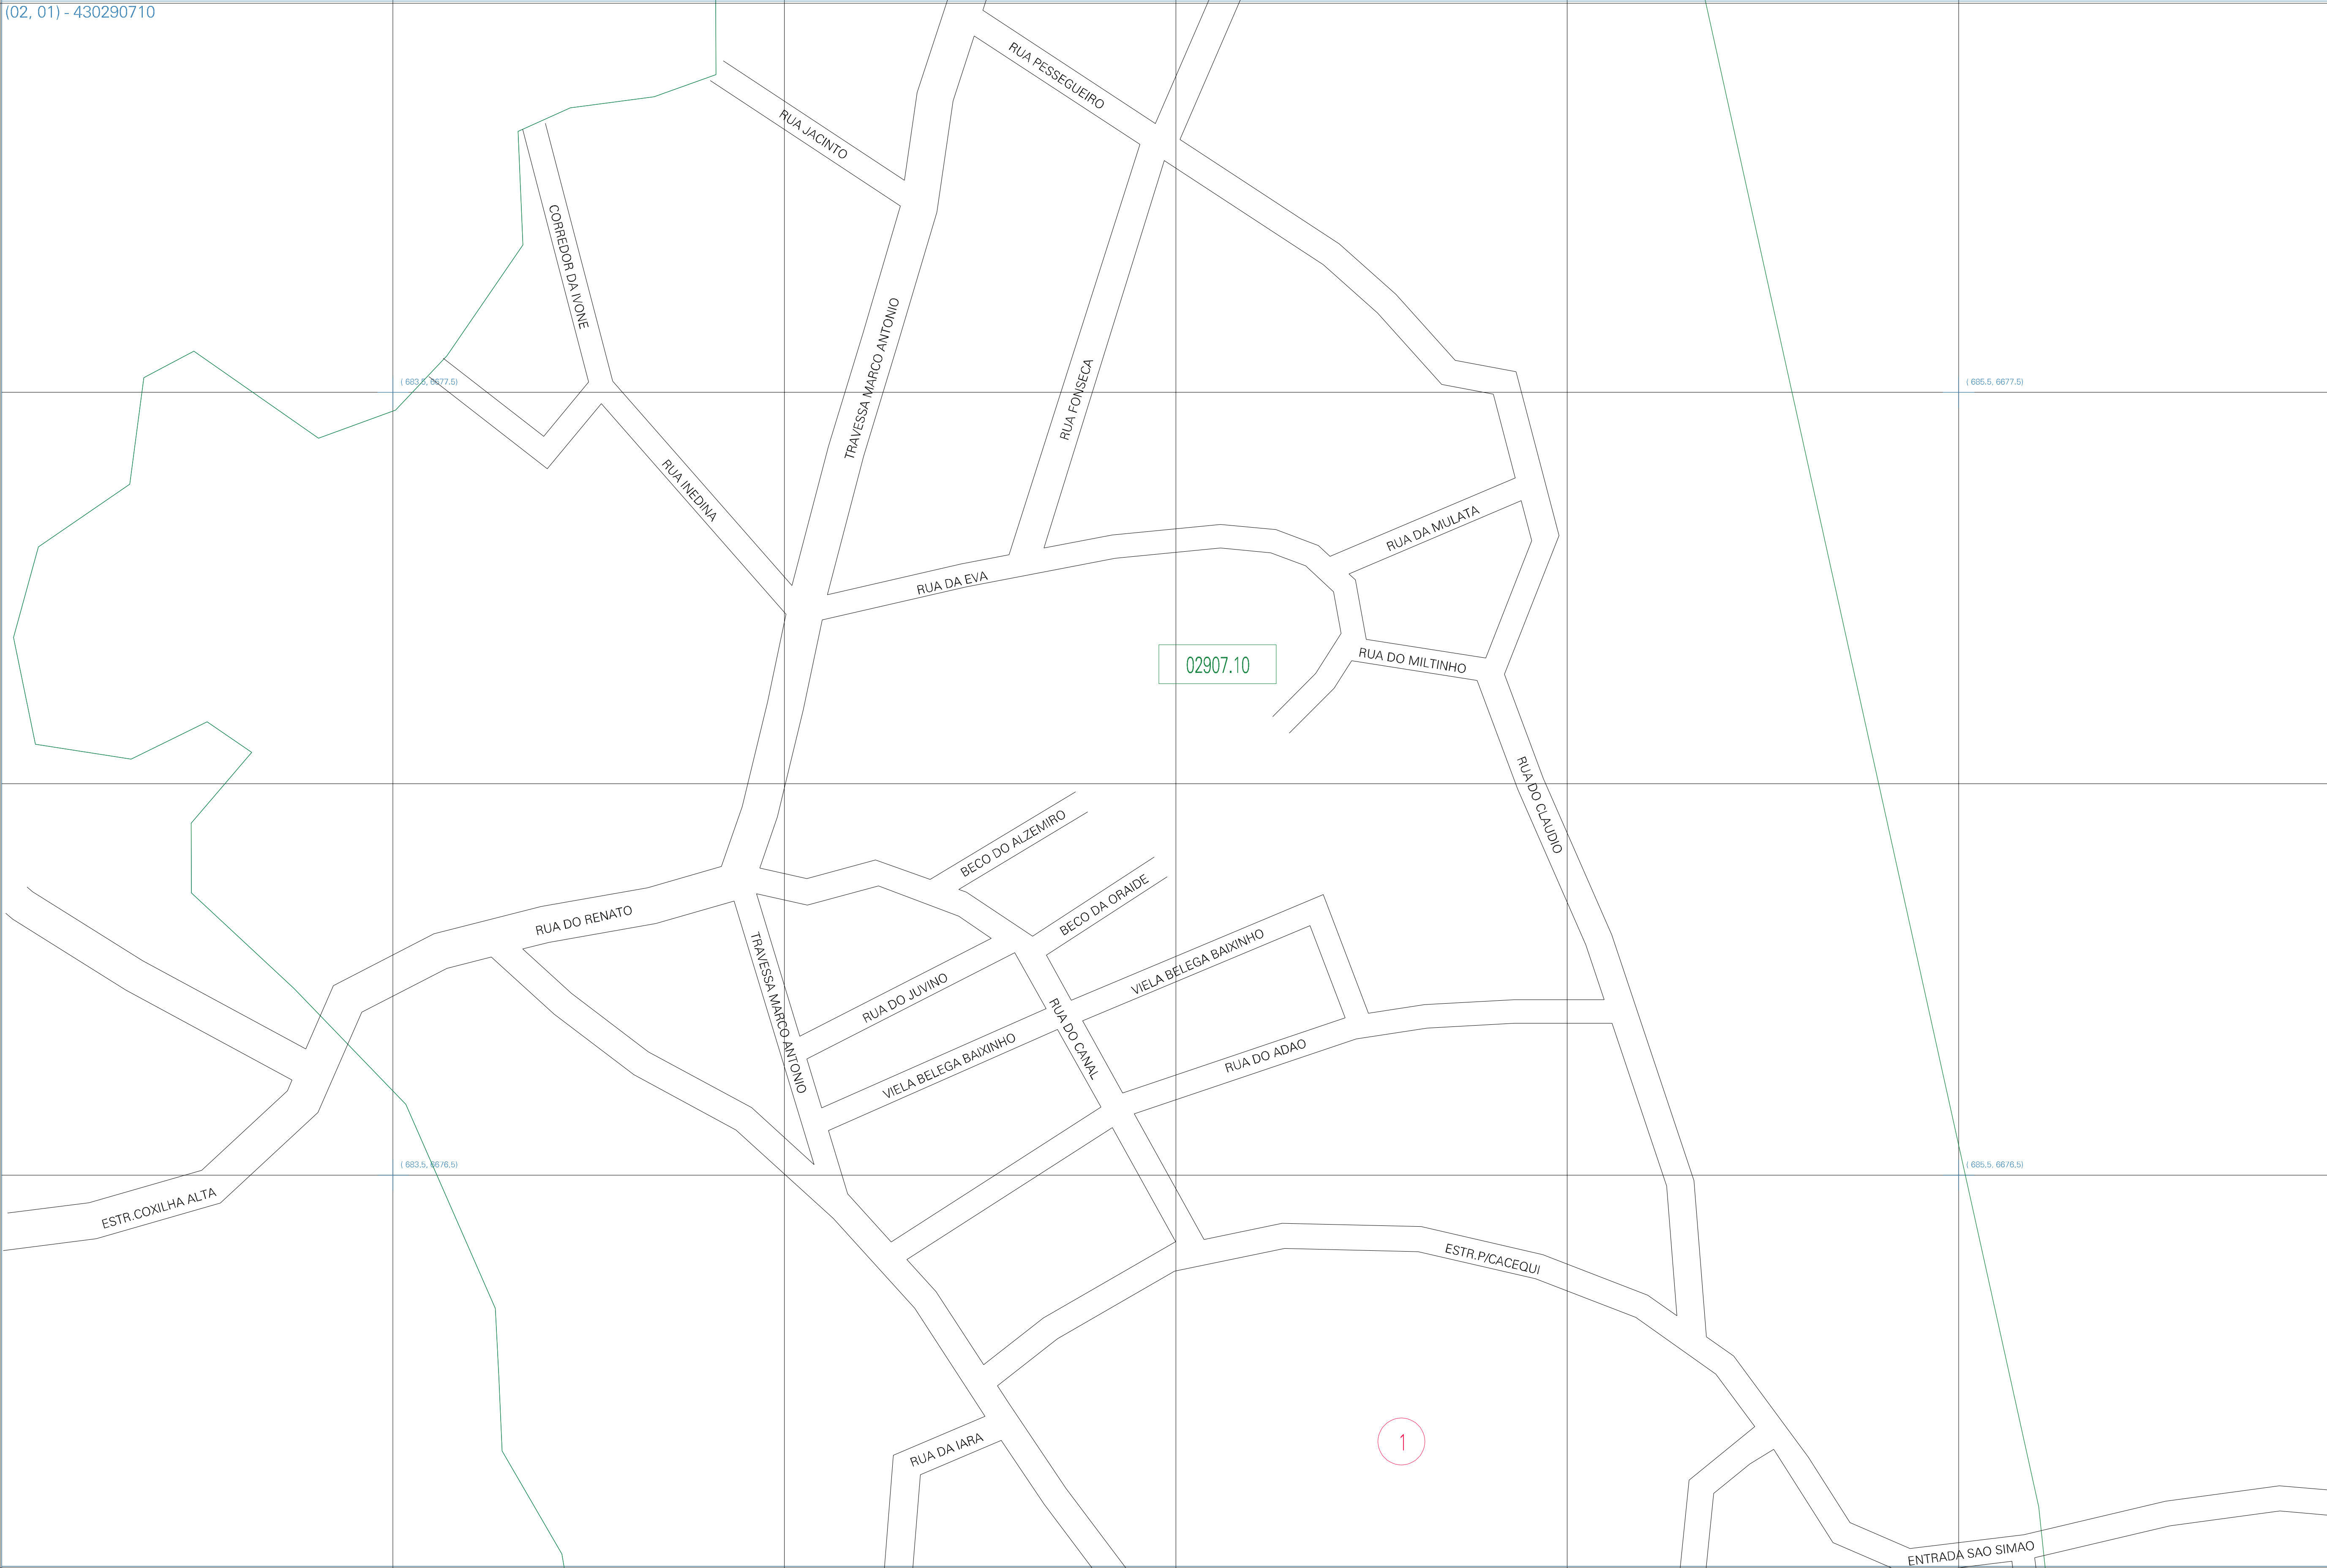 (02, 01) - 430290710
RUA PESSEGUEIRO
RUA JACINTO
CORREDOR DA IVONE
TRAVESSA MARCO ANTONIO
RUA FONSECA
( 683.5, 6677.5)
( 685.5, 6677.5)
RUA INEDINA
RUA DA MULATA
RUA DA EVA
RUA DO MILTINHO
02907.10
RUA DO CLAUDIO
BECO DO ALZEMIRO
BECO DA ORAIDE
RUA DO RENATO
VIELA BELEGA BAIXINHO
TRAVESSA MARCO ANTONIO
RUA DO JUVINO
RUA DO CANAL
VIELA BELEGA BAIXINHO
RUA DO ADAO
( 683.5, 6676.5)
( 685.5, 6676.5)
ESTR.COXILHA ALTA
ESTR.P/CACEQUI
RUA DA IARA
1
ENTRADA SAO SIMAO